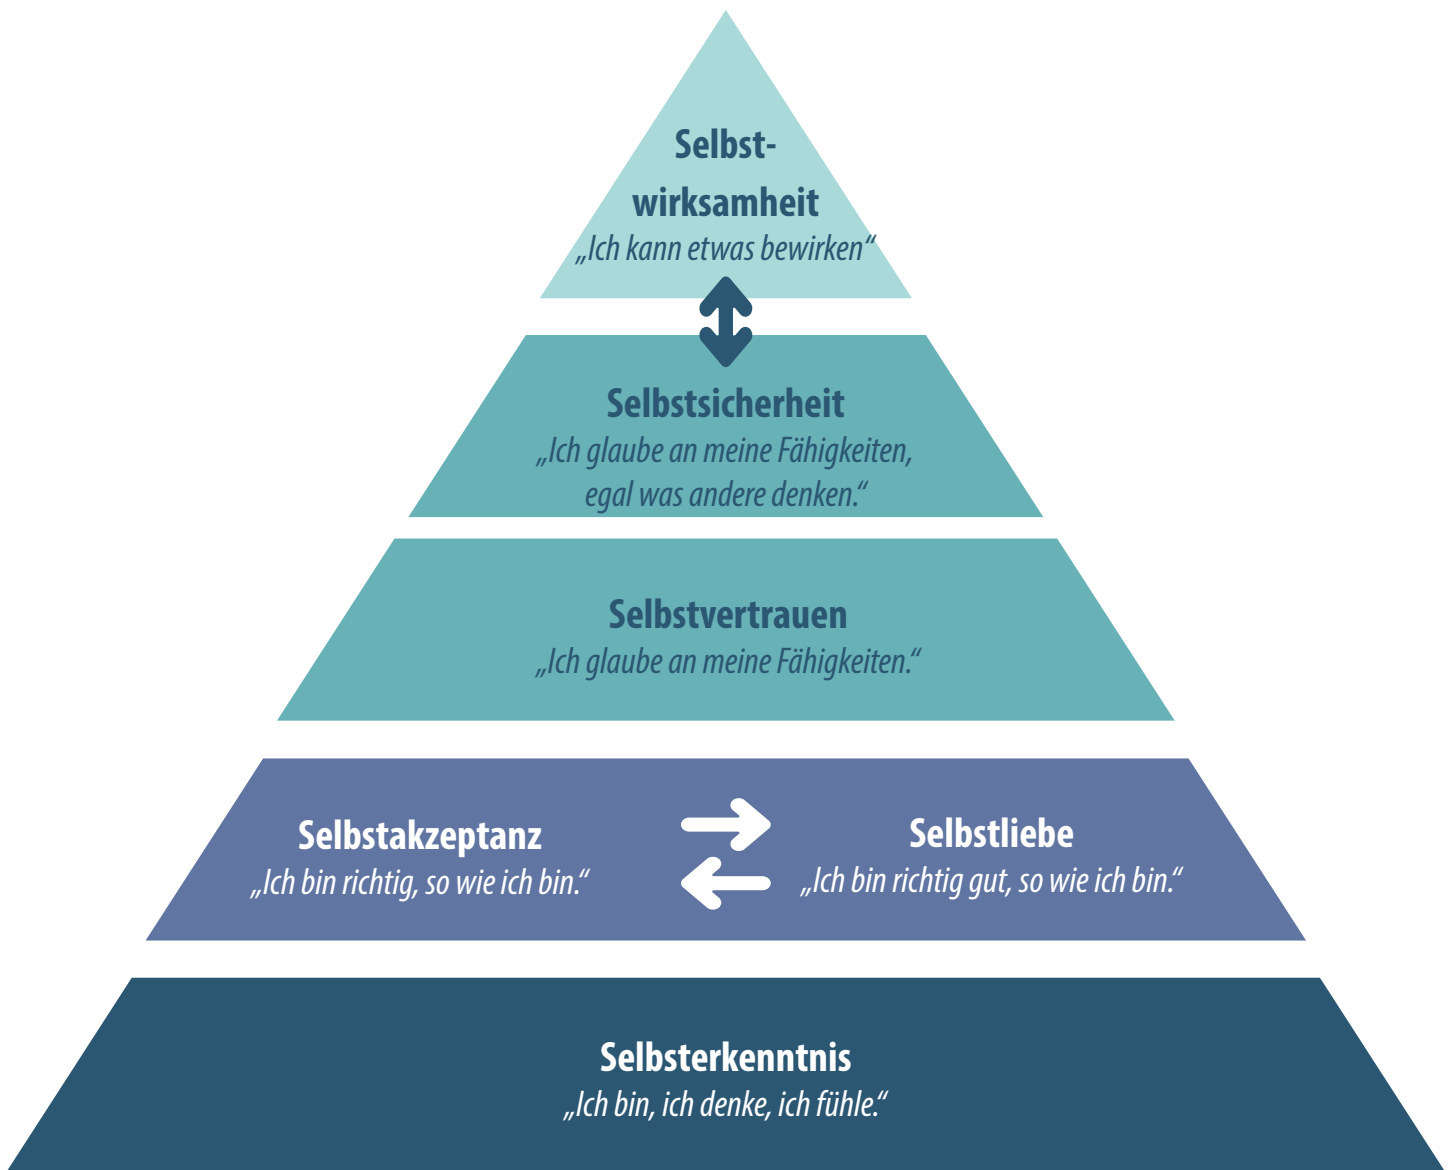 Selbst-
wirksamheit
„Ich kann etwas bewirken“
Selbstsicherheit
„Ich glaube an meine Fähigkeiten,
egal was andere denken.“
Selbstvertrauen
„Ich glaube an meine Fähigkeiten.“
Selbstakzeptanz
„Ich bin richtig, so wie ich bin.“
Selbstliebe
„Ich bin richtig gut, so wie ich bin.“
Selbsterkenntnis
„Ich bin, ich denke, ich fühle.“